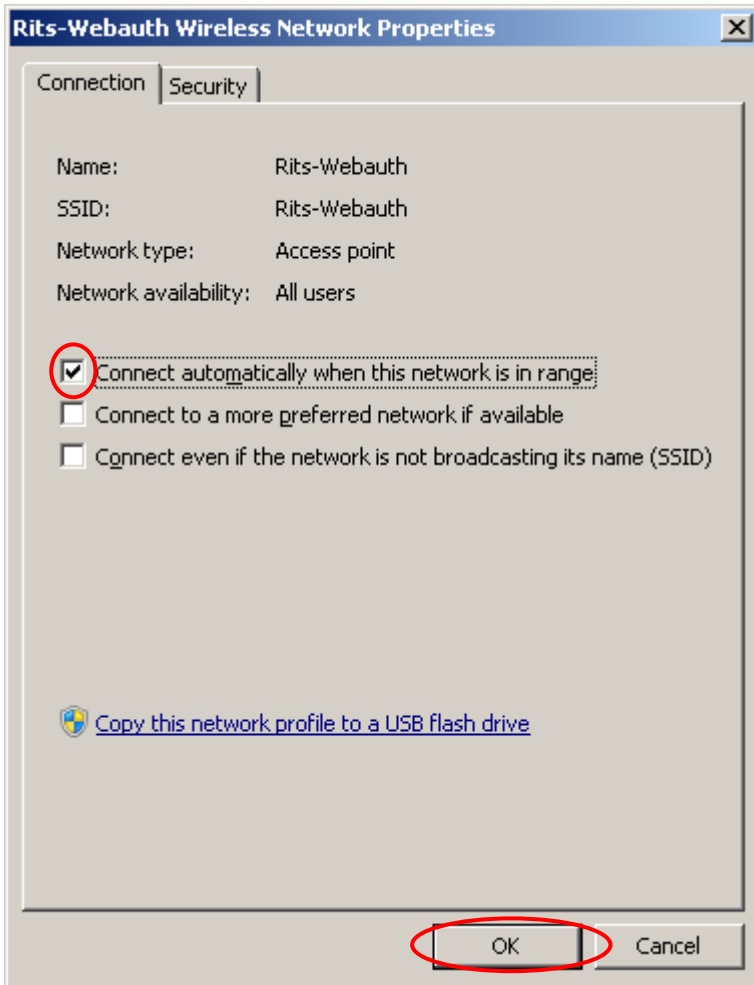 Rits-Webauth Wireless Network Properties
Connection Security
Name: Rits-Webauth
SSID: Rits-Webauth
Network type: Access point
Network availability: All users
Connect automatically when this network is in range
Connect to a more preferred network if available
Connect even if the network is not broadcasting its name (SSID)
Copy this network profile to a USB flash drive
OK Cancel